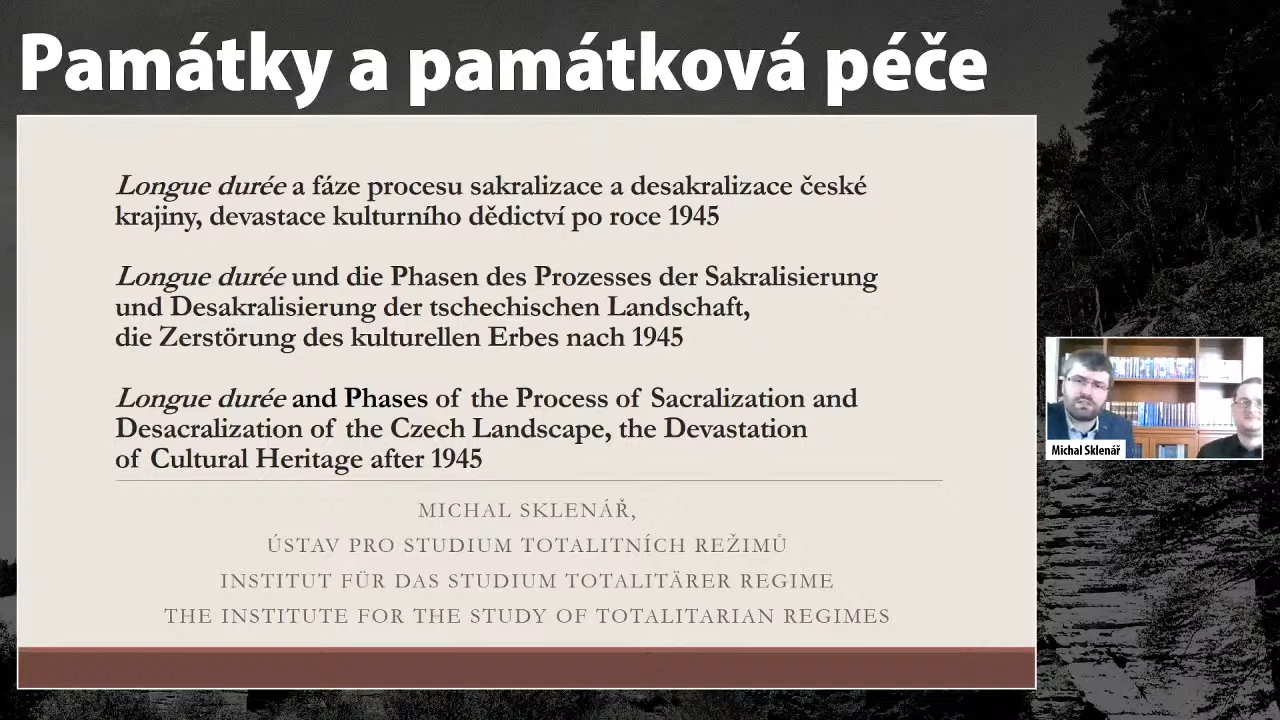 Památky a památková péče
Longue durée a fáze procesu sakralizace a desakralizace české
krajiny, devastace kulturního dědictví po roce 1945
Longue durée und die Phasen des Prozesses der Sakralisierung
und Desakralisierung der tschechischen Landschaft,
die Zerstörung des kulturellen Erbes nach 1945
Longue durée and Phases of the Process of Sacralization and
Desacralization of the Czech Landscape, the Devastation
of Cultural Heritage after 1945
MICHAL SKLENÁŘ,
ÚSTAV PRO STUDIUM TOTALITNÍCH REŽIMŮ
INSTITUT FÜR DAS STUDIUM TOTALITÄRER REGIME
THE INSTITUTE FOR THE STUDY OF TOTALITARIAN REGIMES
Michal Sklenář